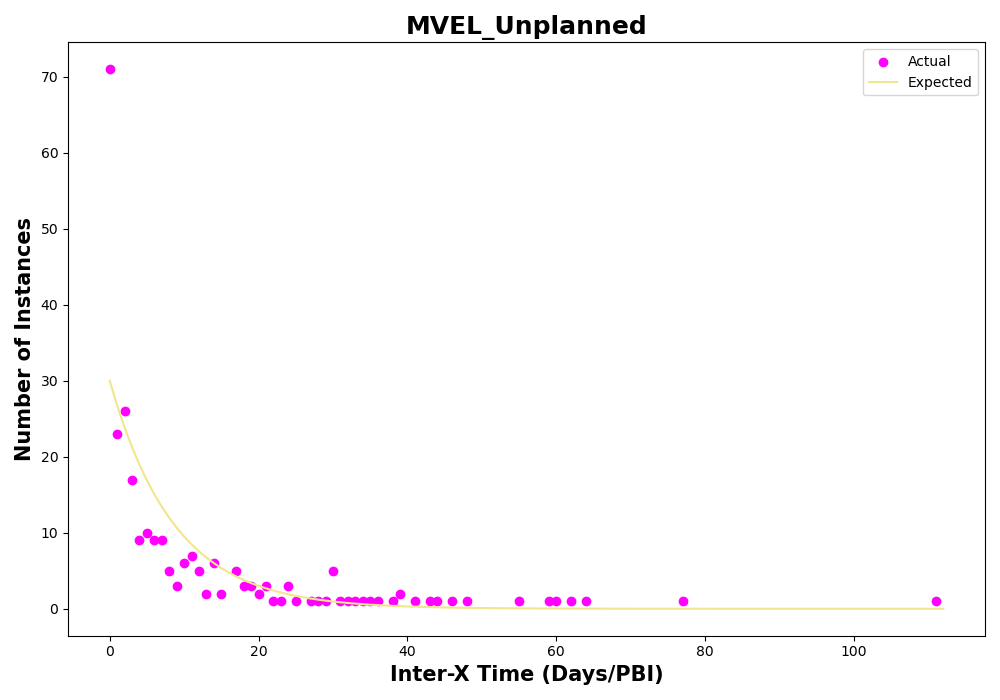 MVEL_Unplanned
Actual
Expected
Number of Instances
70
60
50
40
30
20
10
0
0 20 40 60 80 100
Inter-X Time (Days/PBI)